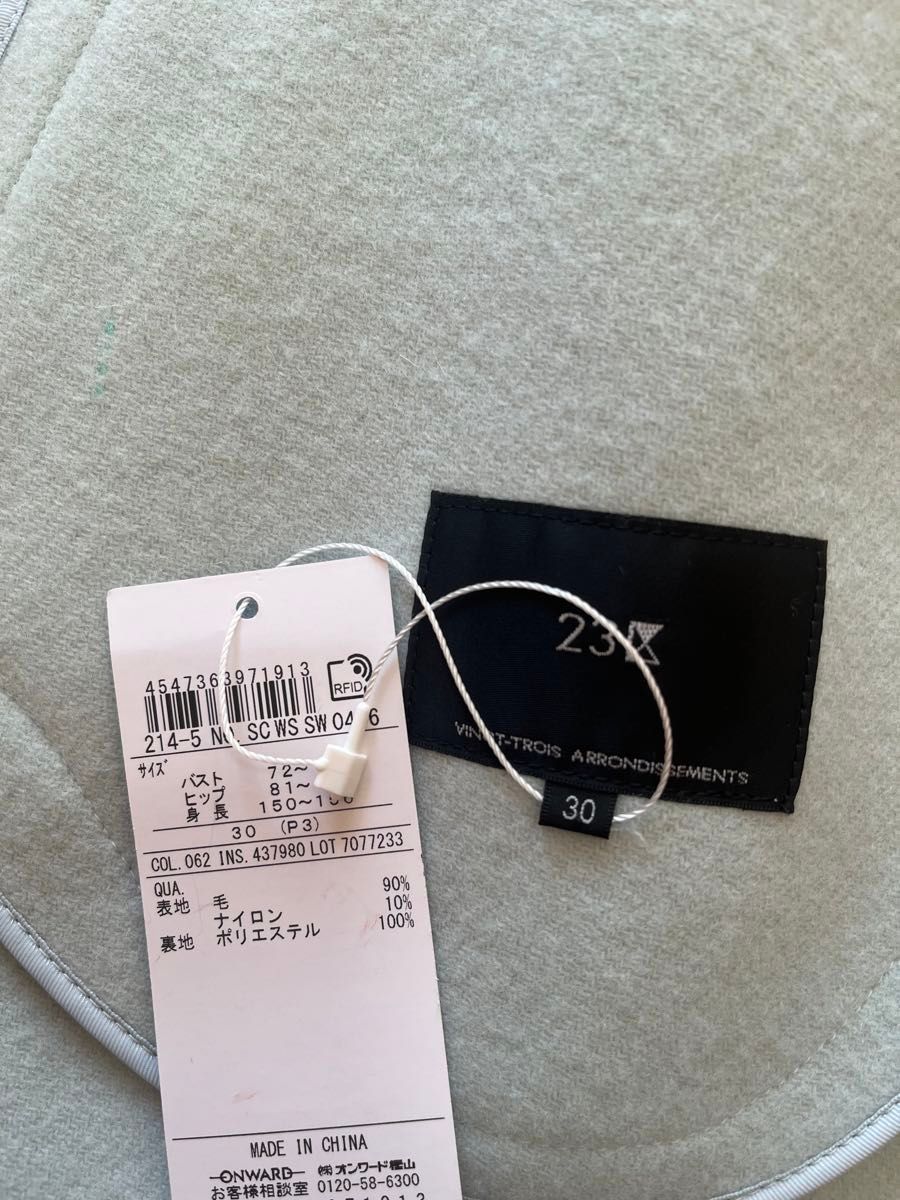 23区
VINGT-TROIS ARRONDISSEMENTS
30
4547363971913
RFID
214-5 NO. SC WS SW
サイズ
バスト 72～
ヒップ 81～
身長 150～
30 (P3)
COL. 062 INS. 437980 LOT 7077233
QUA.
表地 毛 90%
ナイロン 10%
裏地 ポリエステル 100%
MADE IN CHINA
ONWARD ㈱オンワード樫山
お客様相談室 0120-58-6300